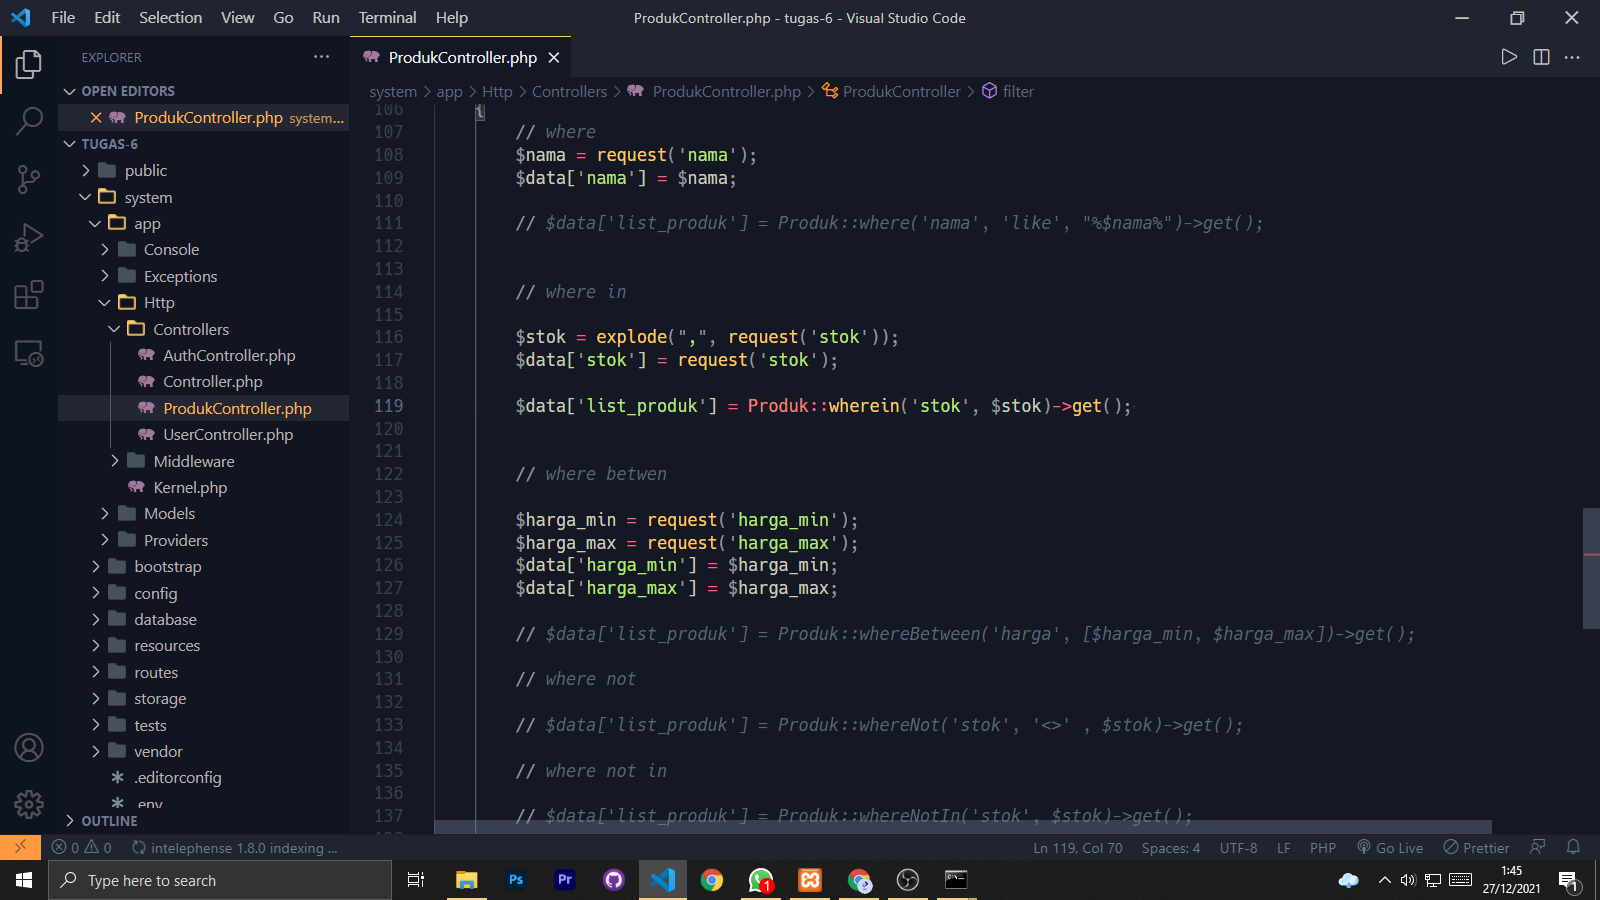 File Edit Selection View Go Run Terminal Help
ProdukController.php - tugas-6 - Visual Studio Code
EXPLORER
OPEN EDITORS
ProdukController.php system...
TUGAS-6
public
system
app
Console
Exceptions
Http
Controllers
AuthController.php
Controller.php
ProdukController.php
UserController.php
Middleware
Kernel.php
Models
Providers
bootstrap
config
database
resources
routes
storage
tests
vendor
.editorconfig
.env
OUTLINE
ProdukController.php
system > app > Http > Controllers > ProdukController.php > ProdukController > filter
106 {
107 // where
108 $nama = request('nama');
109 $data['nama'] = $nama;
110
111 // $data['list_produk'] = Produk::where('nama', 'like', "%$nama%")->get();
112
113
114 // where in
115
116 $stok = explode(",", request('stok'));
117 $data['stok'] = request('stok');
118
119 $data['list_produk'] = Produk::wherein('stok', $stok)->get();
120
121
122 // where betwen
123
124 $harga_min = request('harga_min');
125 $harga_max = request('harga_max');
126 $data['harga_min'] = $harga_min;
127 $data['harga_max'] = $harga_max;
128
129 // $data['list_produk'] = Produk::whereBetween('harga', [$harga_min, $harga_max])->get();
130
131 // where not
132
133 // $data['list_produk'] = Produk::whereNot('stok', '<>' , $stok)->get();
134
135 // where not in
136
137 // $data['list_produk'] = Produk::whereNotIn('stok', $stok)->get();
0 0 intelephense 1.8.0 indexing ...
Ln 119, Col 70 Spaces: 4 UTF-8 LF PHP Go Live Prettier
Type here to search
Ps
Pr
1
1:45
27/12/2021
1